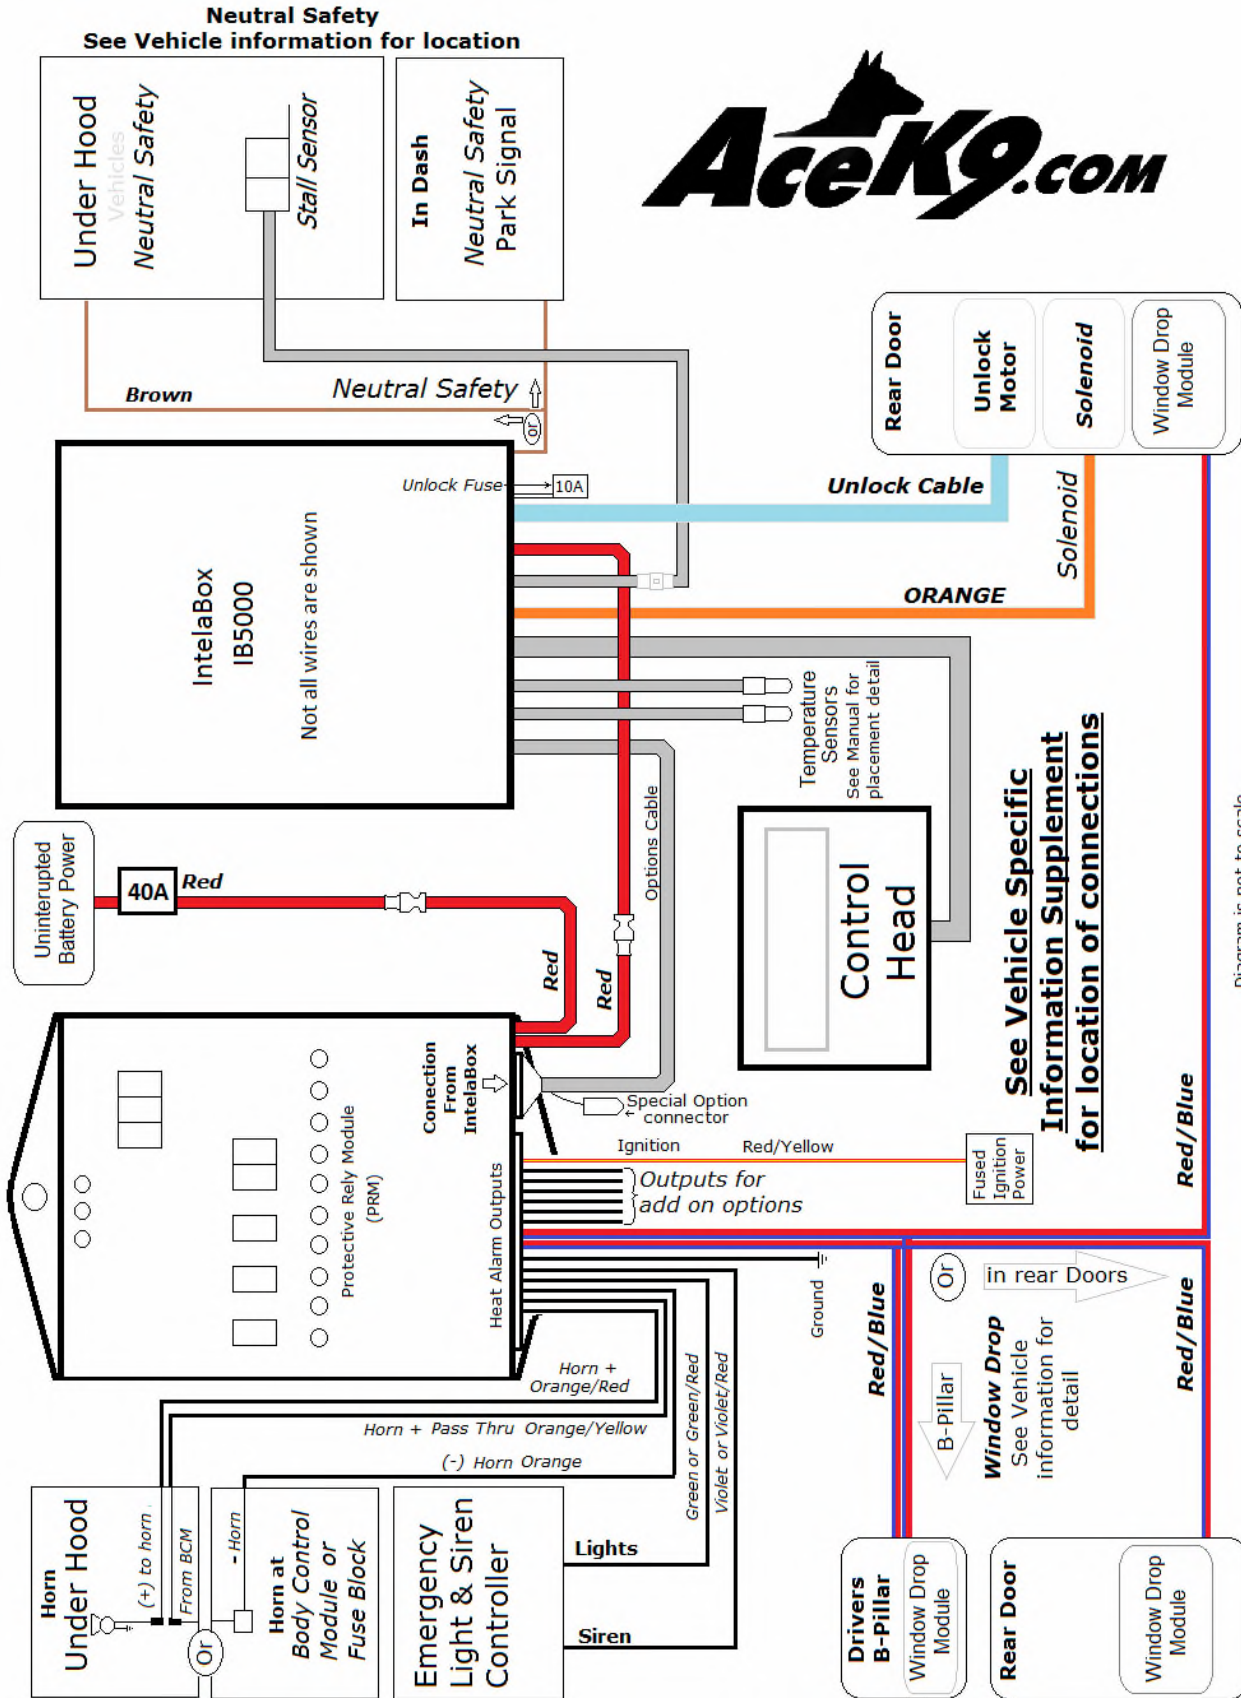 Neutral Safety
See Vehicle information for location
Under Hood
Vehicles
Neutral Safety
Stall Sensor
In Dash
Neutral Safety
Park Signal
AceK9.com
Brown
Neutral Safety
or
Unlock Fuse
10A
IntelaBox
IB5000
Not all wires are shown
Rear Door
Unlock
Motor
Solenoid
Window Drop
Module
Unlock Cable
Solenoid
ORANGE
Uninterupted
Battery Power
40A
Red
Red
Red
Options Cable
Temperature
Sensors
See Manual for
placement detail
Control
Head
See Vehicle Specific
Information Supplement
for location of connections
Diagram is not to scale
Protective Rely Module
(PRM)
Conection
From
IntelaBox
Heat Alarm Outputs
Special Option
connector
Ignition
Red/Yellow
Fused
Ignition
Power
Outputs for
add on options
Red/Blue
Ground
Horn +
Orange/Red
Horn + Pass Thru Orange/Yellow
(-) Horn Orange
Green or Green/Red
Violet or Violet/Red
Horn
Under Hood
(+) to horn
From BCM
Or
- Horn
Horn at
Body Control
Module or
Fuse Block
Emergency
Light & Siren
Controller
Lights
Siren
Red/Blue
Or
in rear Doors
B-Pillar
Window Drop
See Vehicle
information for
detail
Red/Blue
Drivers
B-Pillar
Window Drop
Module
Rear Door
Window Drop
Module